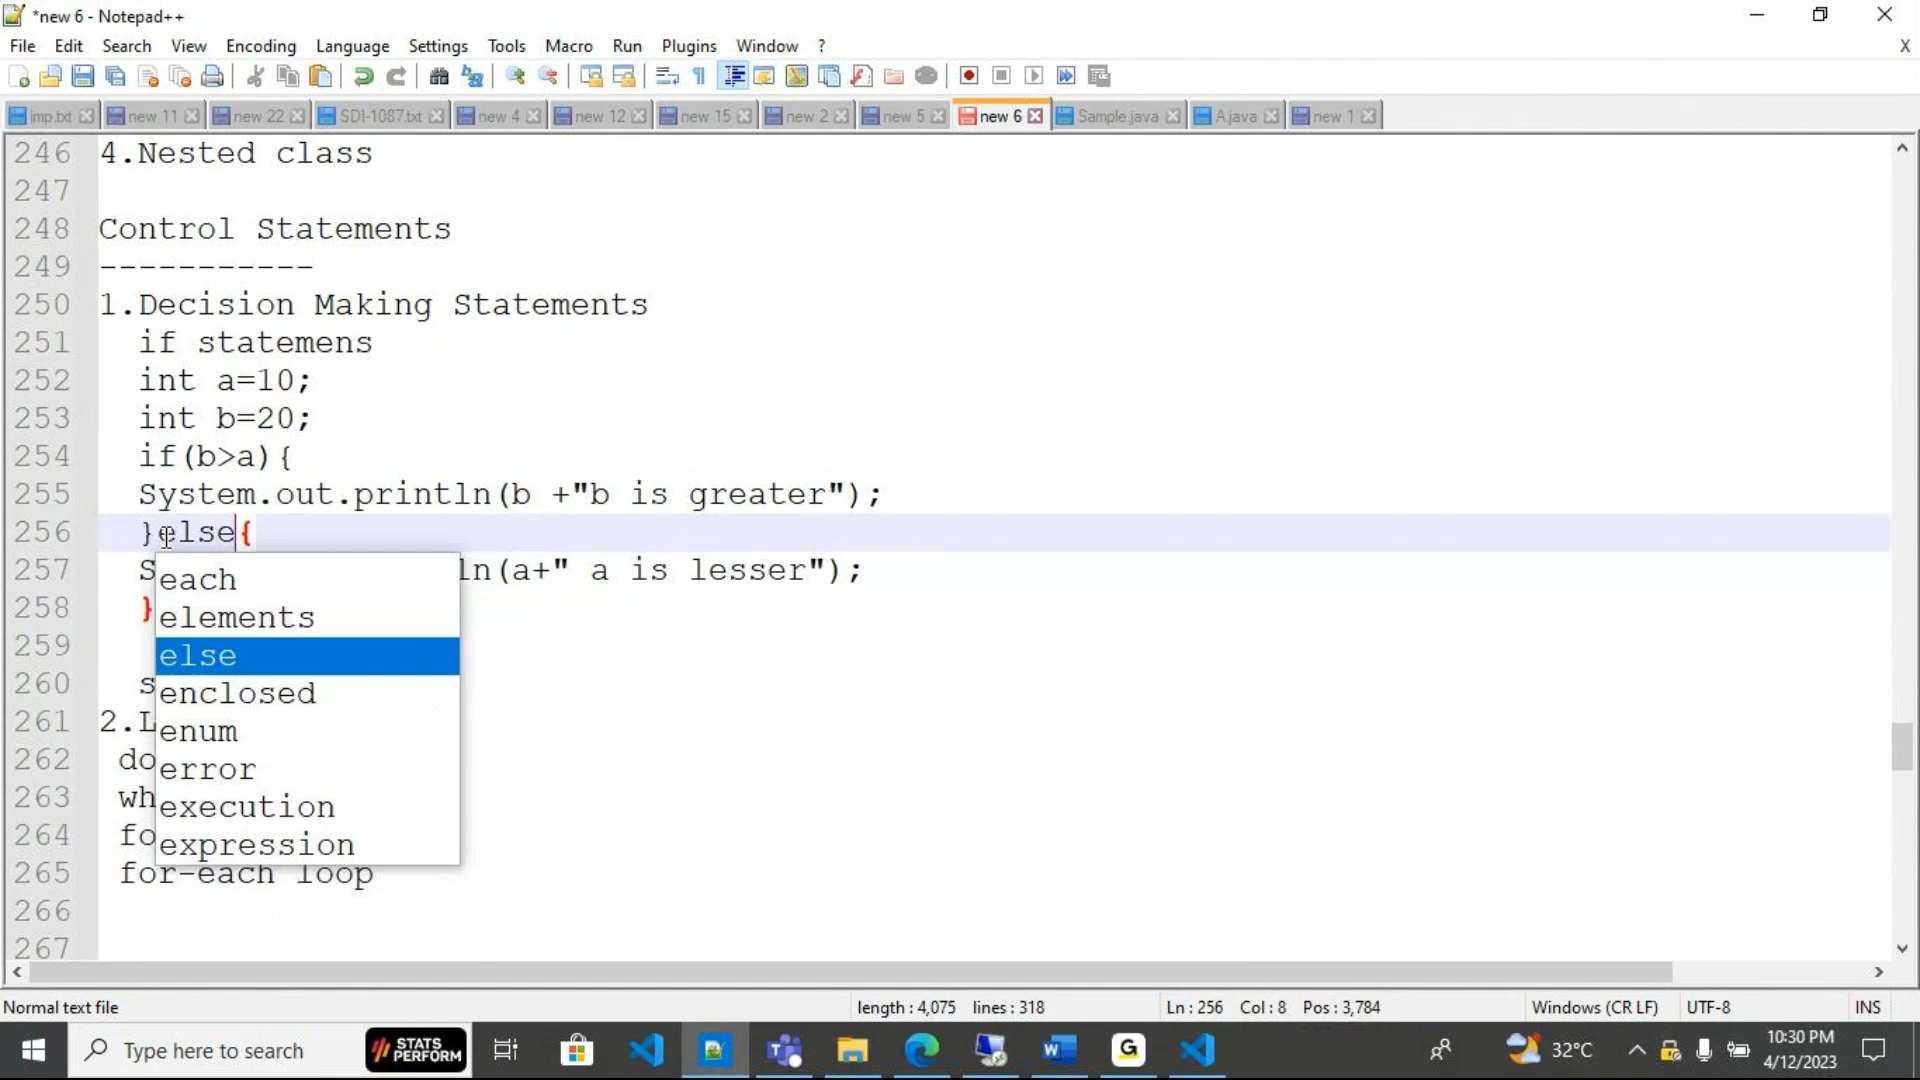 *new 6 - Notepad++
File Edit Search View Encoding Language Settings Tools Macro Run Plugins Window ? X
imp.txt new 11 new 22 SDI-1087.txt new 4 new 12 new 15 new 2 new 5 new 6 Sample.java A.java new 1
246 4.Nested class
247
248 Control Statements
249 -----------
250 1.Decision Making Statements
251 if statemens
252 int a=10;
253 int b=20;
254 if(b>a){
255 System.out.println(b +"b is greater");
256 }else{
257 S ln(a+" a is lesser");
258 }
259
260 s
261 2.L
262 do
263 wh
264 fo
265 for-each loop
266
267
each
elements
else
enclosed
enum
error
execution
expression
Normal text file length : 4,075 lines : 318 Ln : 256 Col : 8 Pos : 3,784 Windows (CR LF) UTF-8 INS
Type here to search STATS PERFORM 32°C 10:30 PM
4/12/2023